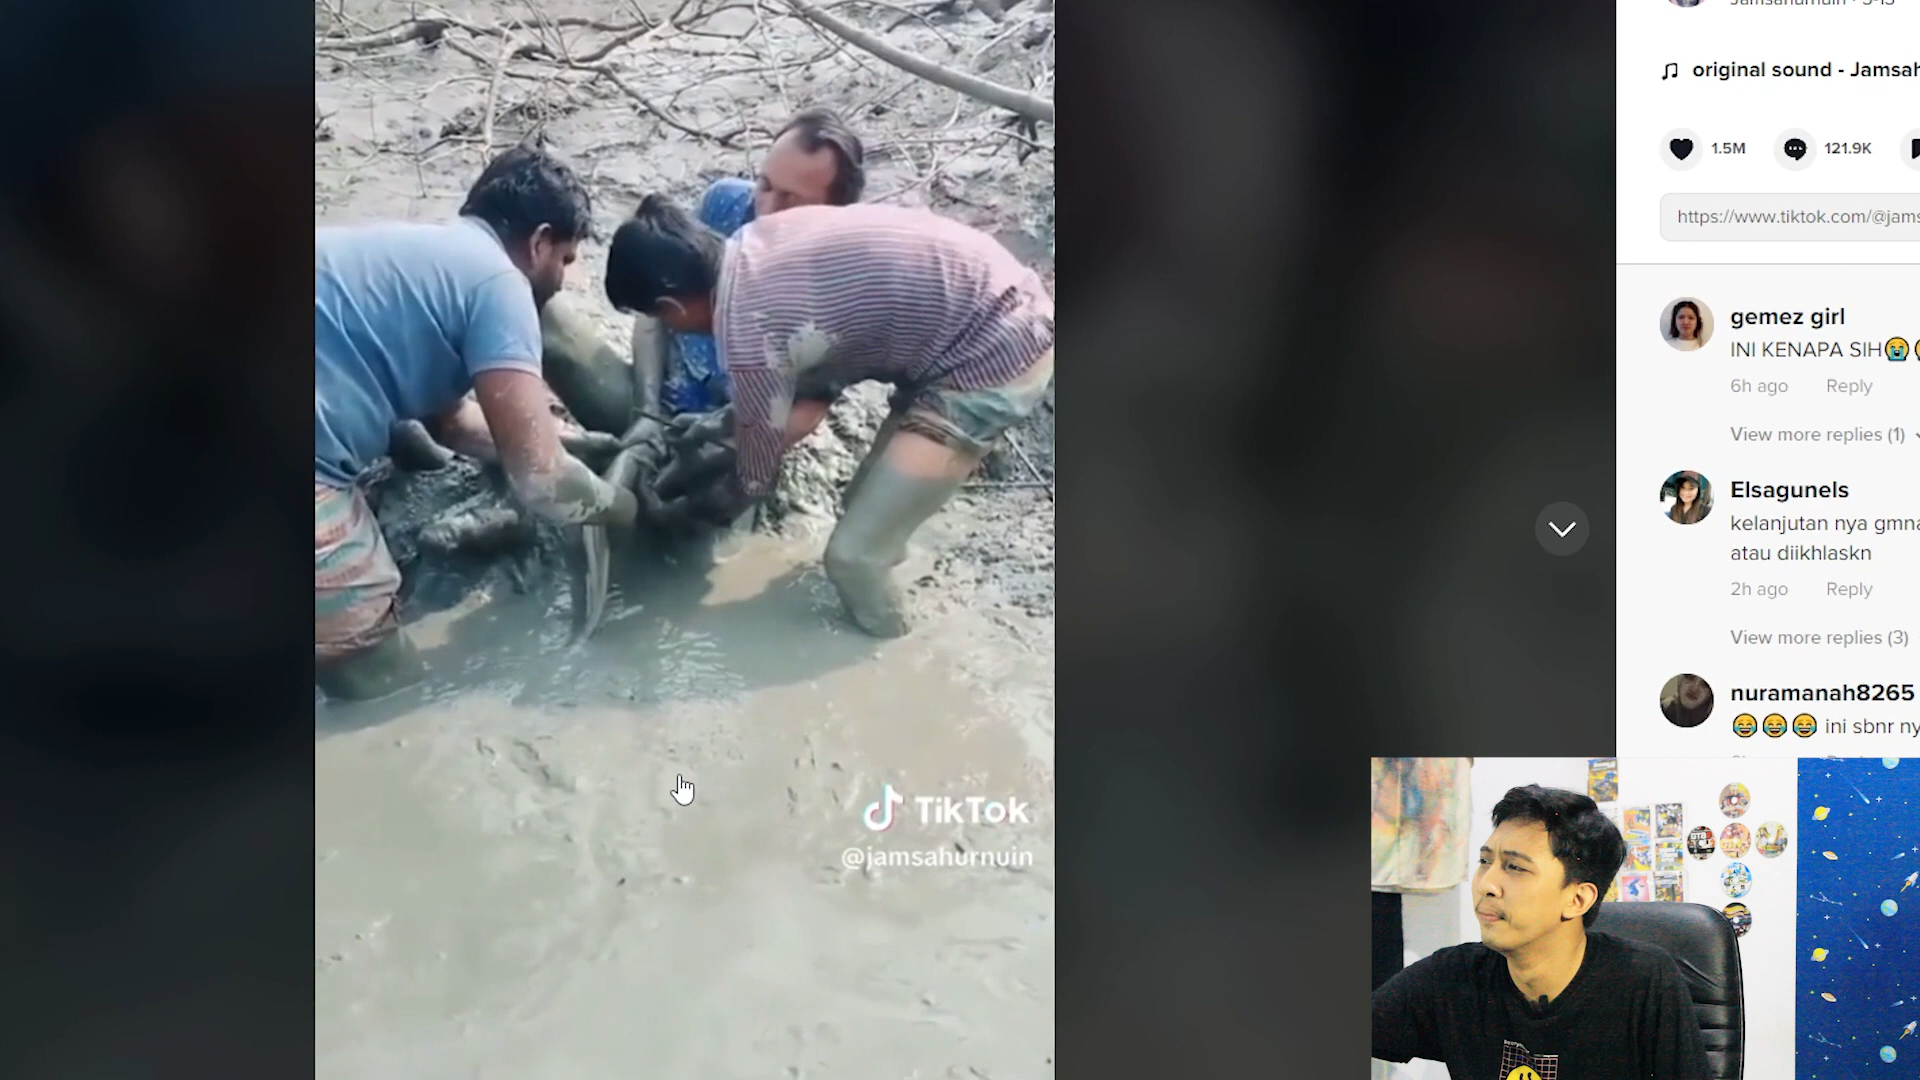 original sound - Jamsah
1.5M
121.9K
https://www.tiktok.com/@jams
gemez girl
INI KENAPA SIH😭
6h ago Reply
View more replies (1)
Elsagunels
kelanjutan nya gmna
atau diikhlaskn
2h ago Reply
View more replies (3)
nuramanah8265
😂😂😂 ini sbnr ny
TikTok
@jamsahurnuin